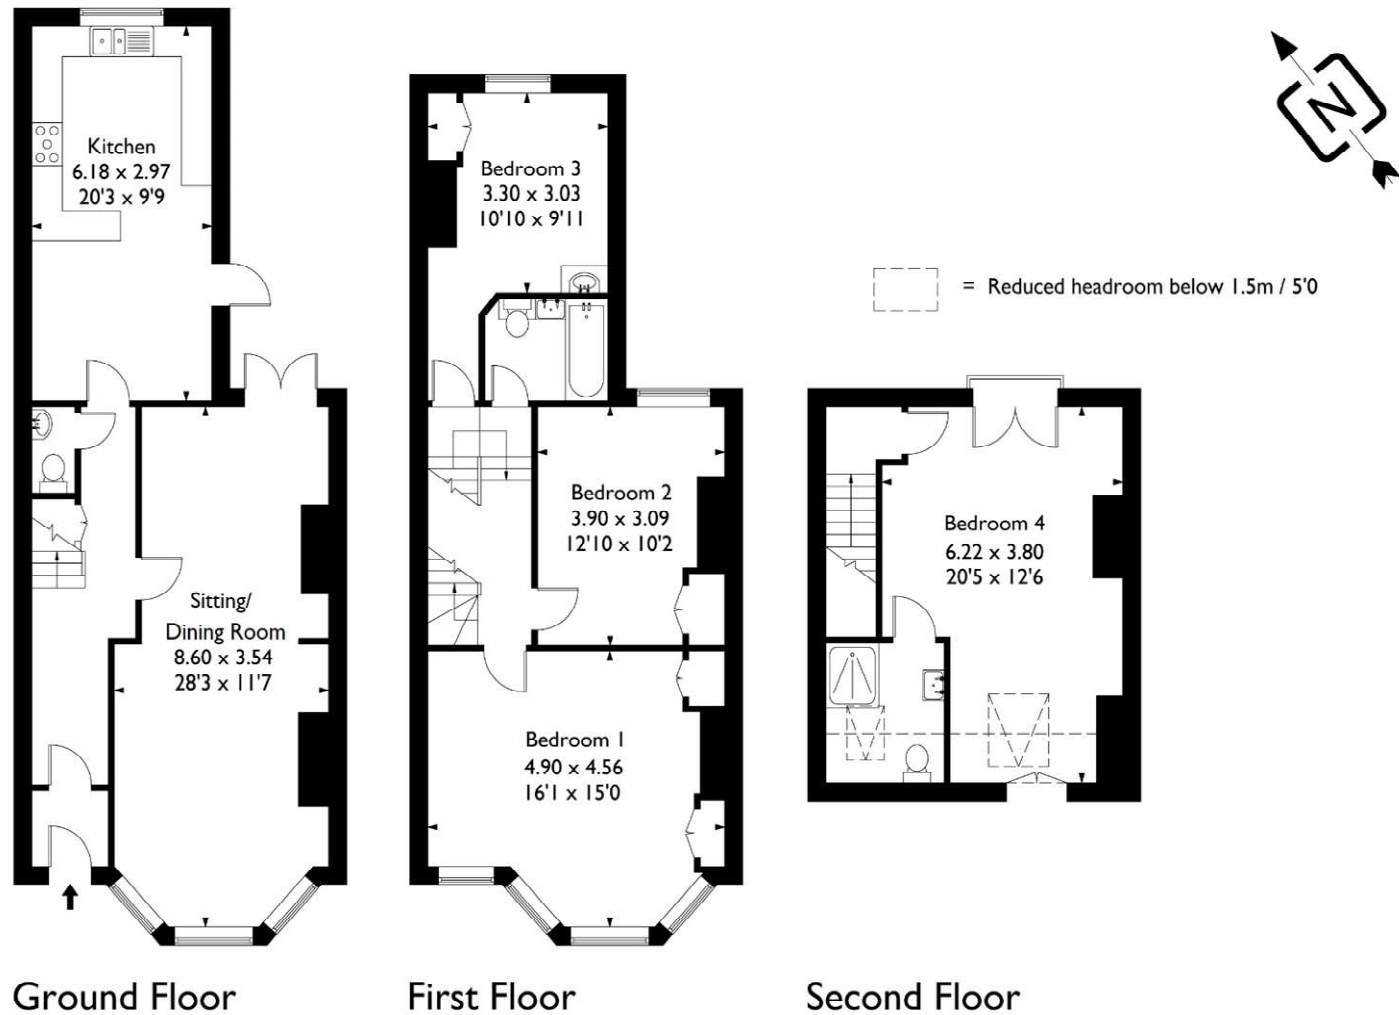 Kitchen
6.18 x 2.97
20'3 x 9'9
Sitting/
Dining Room
8.60 x 3.54
28'3 x 11'7
Ground Floor
Bedroom 3
3.30 x 3.03
10'10 x 9'11
Bedroom 2
3.90 x 3.09
12'10 x 10'2
Bedroom 1
4.90 x 4.56
16'1 x 15'0
First Floor
N
= Reduced headroom below 1.5m / 5'0
Bedroom 4
6.22 x 3.80
20'5 x 12'6
Second Floor